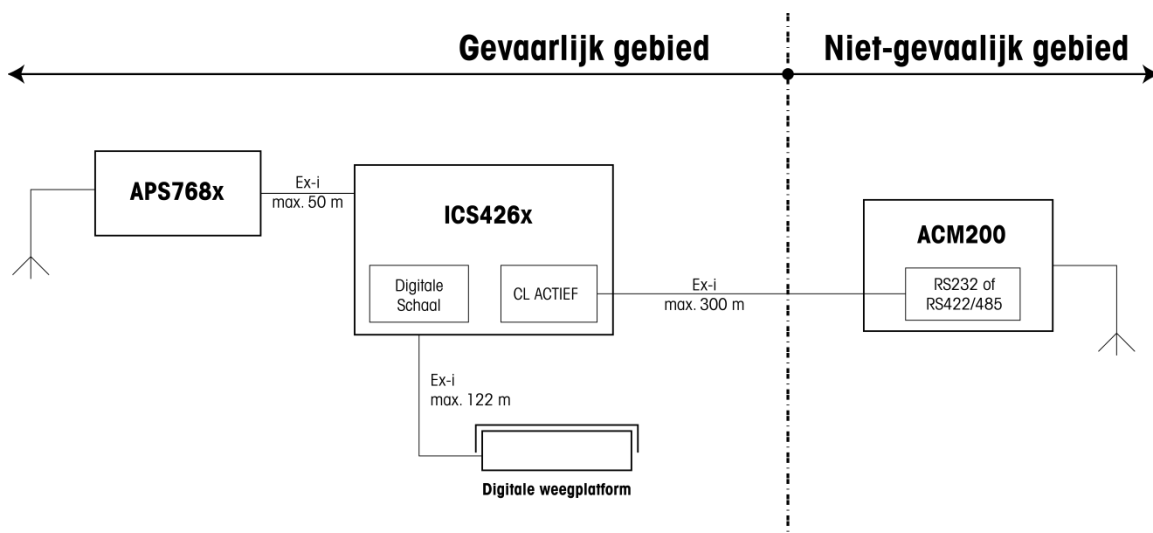 Gevaarlijk gebied
Niet-gevaalijk gebied
APS768x
Ex-i
max. 50 m
ICS426x
Digitale
Schaal
CL ACTIEF
Ex-i
max. 300 m
ACM200
RS232 of
RS422/485
Ex-i
max. 122 m
Digitale weegplatform